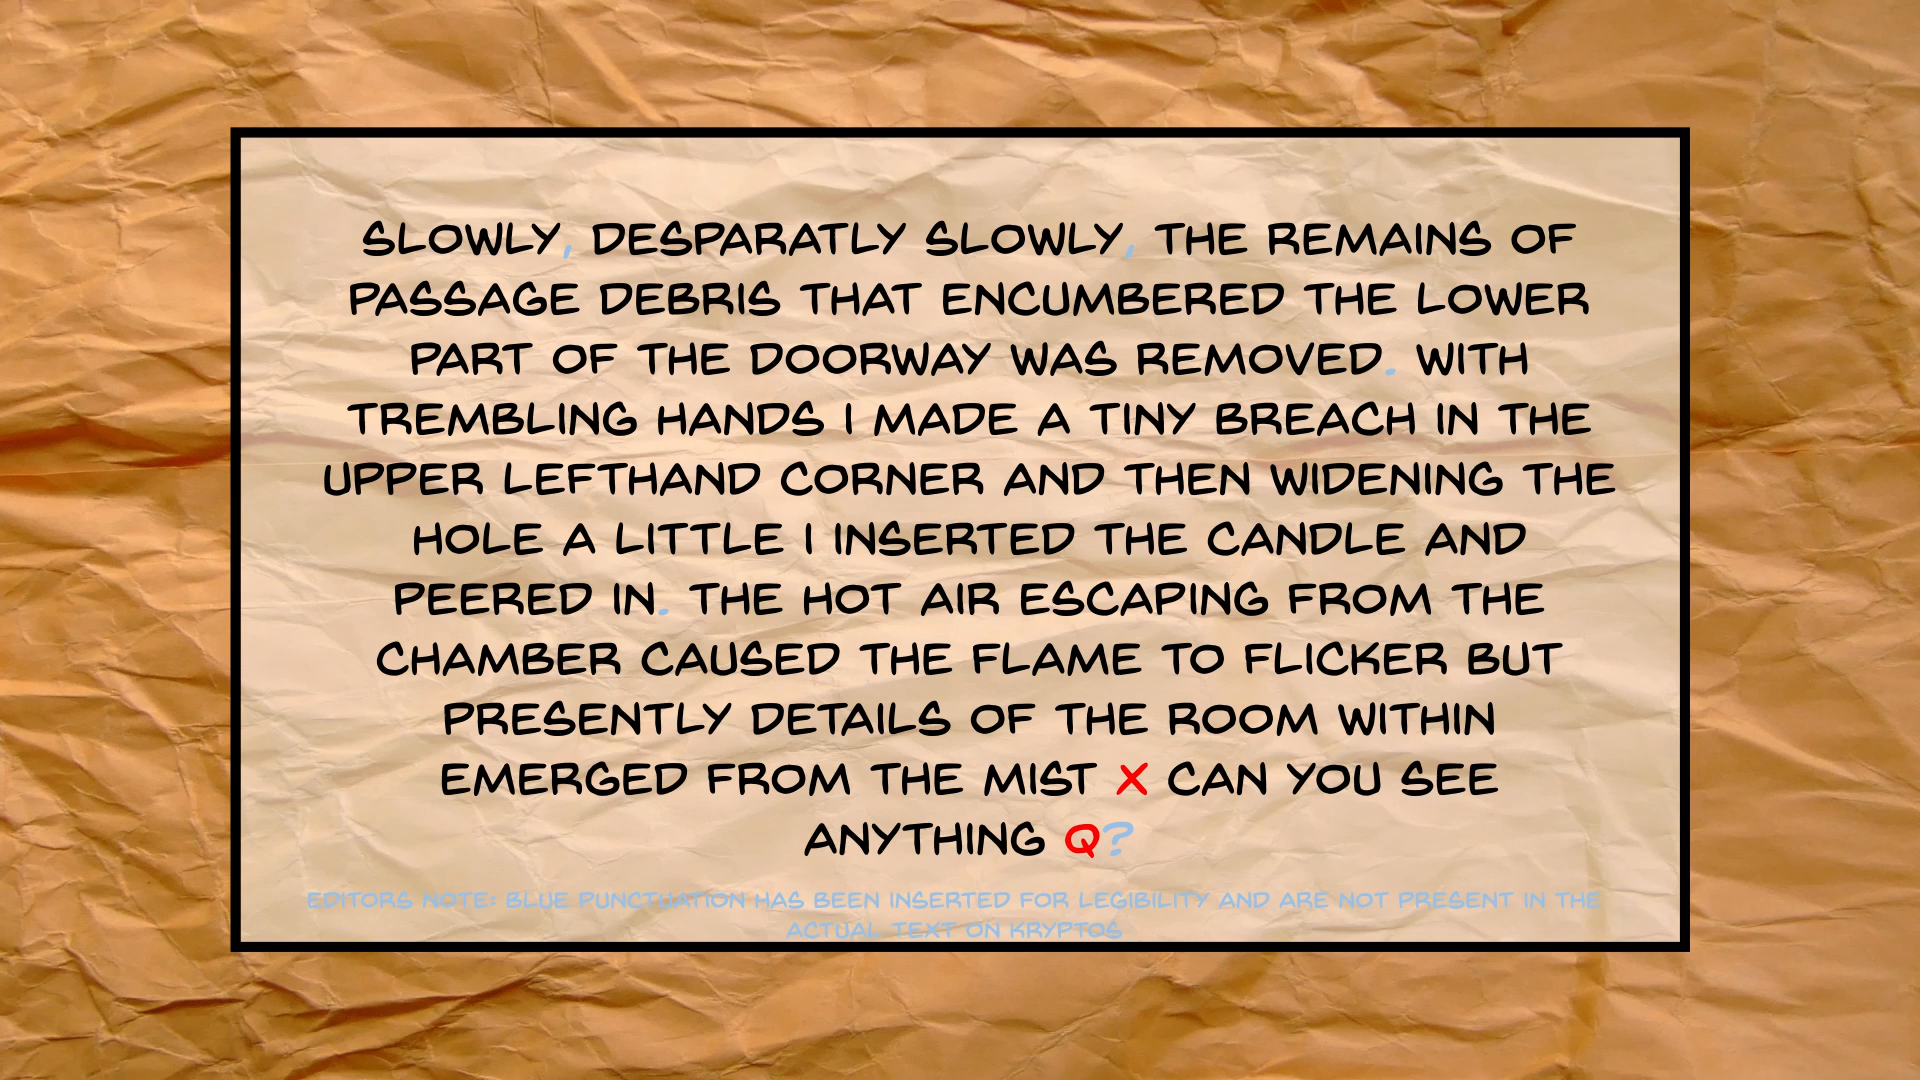 SLOWLY, DESPARATLY SLOWLY, THE REMAINS OF
PASSAGE DEBRIS THAT ENCUMBERED THE LOWER
PART OF THE DOORWAY WAS REMOVED. WITH
TREMBLING HANDS I MADE A TINY BREACH IN THE
UPPER LEFTHAND CORNER AND THEN WIDENING THE
HOLE A LITTLE I INSERTED THE CANDLE AND
PEERED IN. THE HOT AIR ESCAPING FROM THE
CHAMBER CAUSED THE FLAME TO FLICKER BUT
PRESENTLY DETAILS OF THE ROOM WITHIN
EMERGED FROM THE MIST X CAN YOU SEE
ANYTHING Q?
EDITORS NOTE: BLUE PUNCTUATION HAS BEEN INSERTED FOR LEGIBILITY AND ARE NOT PRESENT IN THE
ACTUAL TEXT ON KRYPTOS